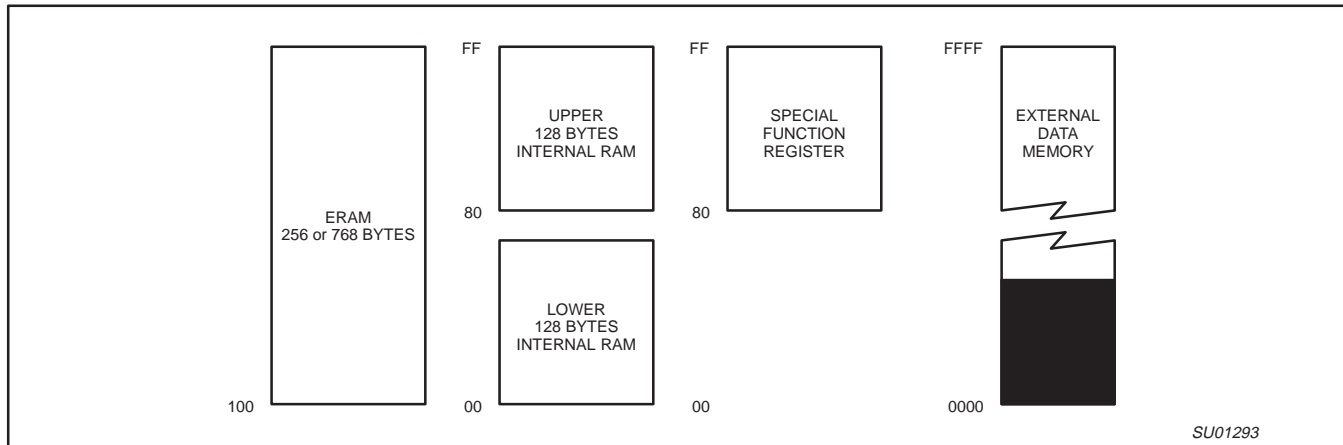 FF
FF
FFFF
UPPER
128 BYTES
INTERNAL RAM
SPECIAL
FUNCTION
REGISTER
EXTERNAL
DATA
MEMORY
ERAM
256 or 768 BYTES
80
80
LOWER
128 BYTES
INTERNAL RAM
100
00
00
0000
SU01293